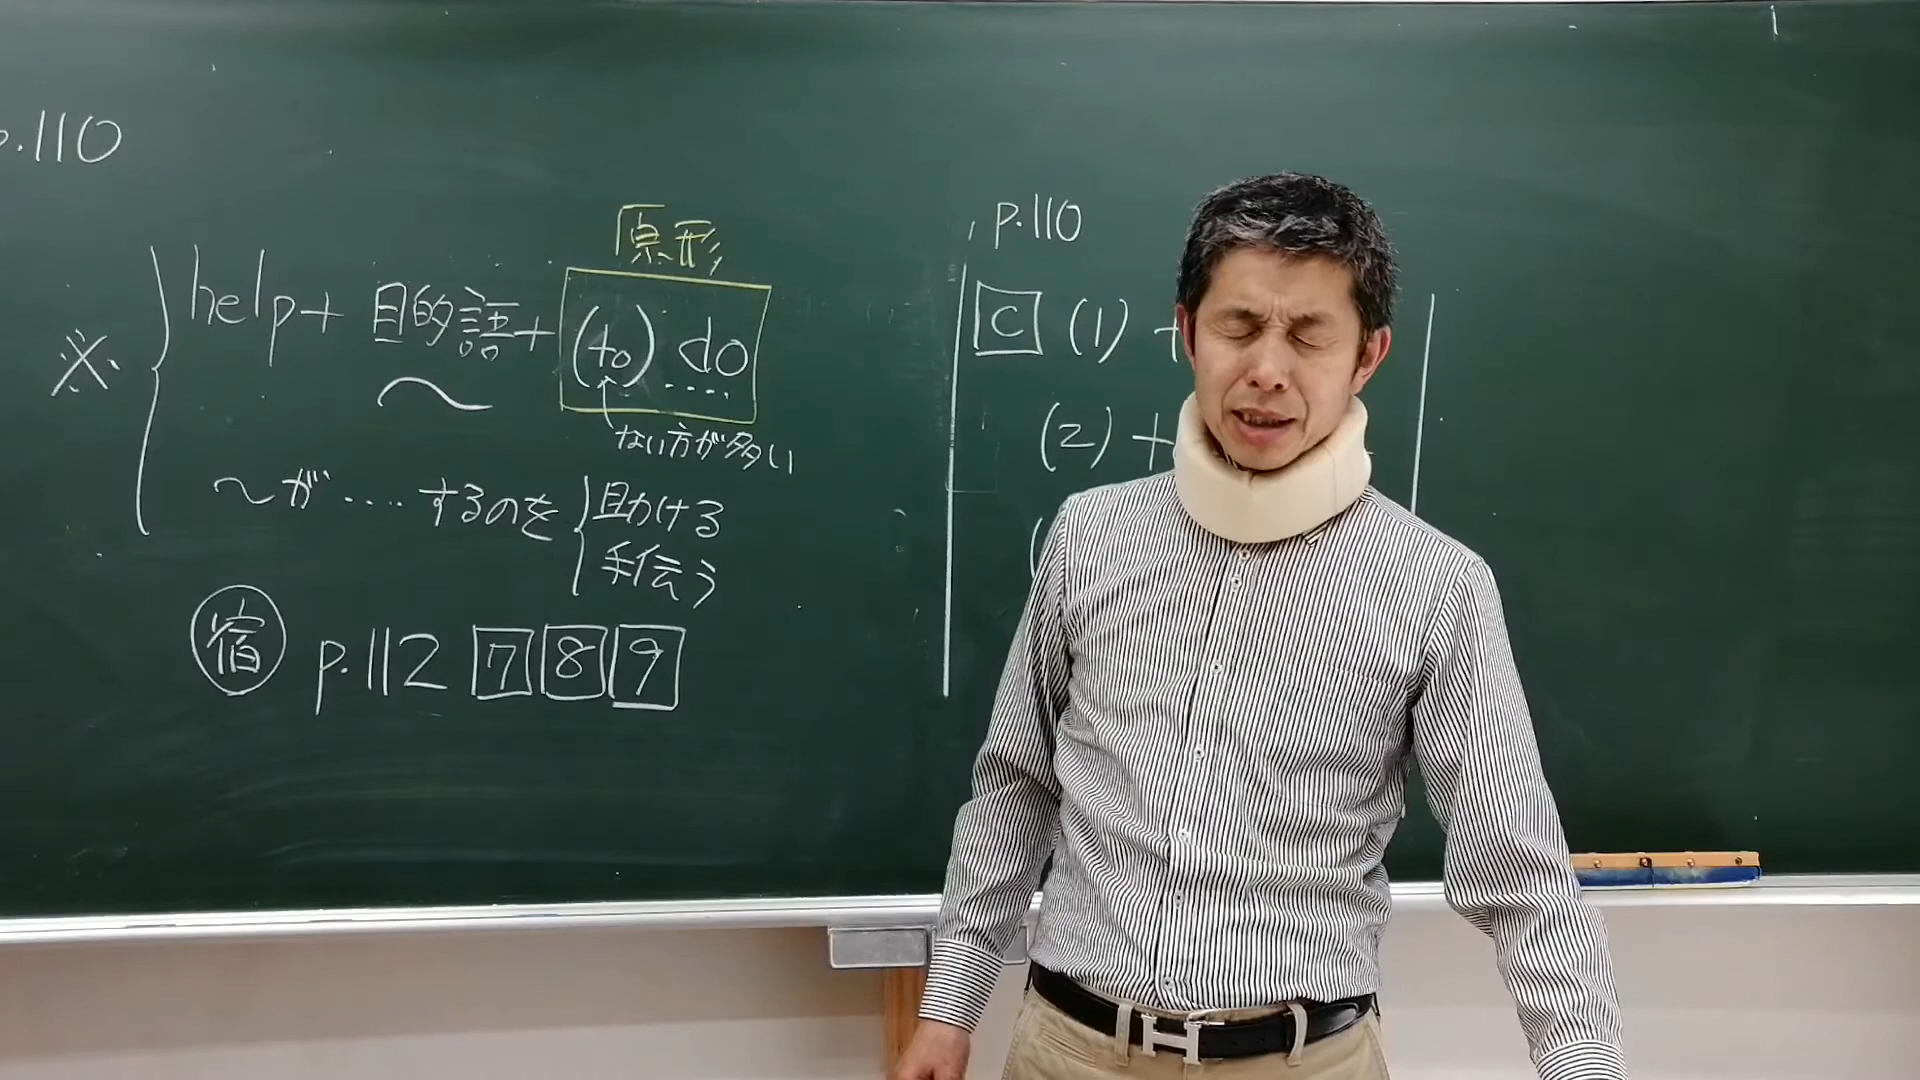 p.110
原形
※ help + 目的語 + (to) do
〜
ない方が多い
〜が‥‥するのを 助ける
手伝う
宿 p.112 7 8 9
p.110
C (1) +
(2) +